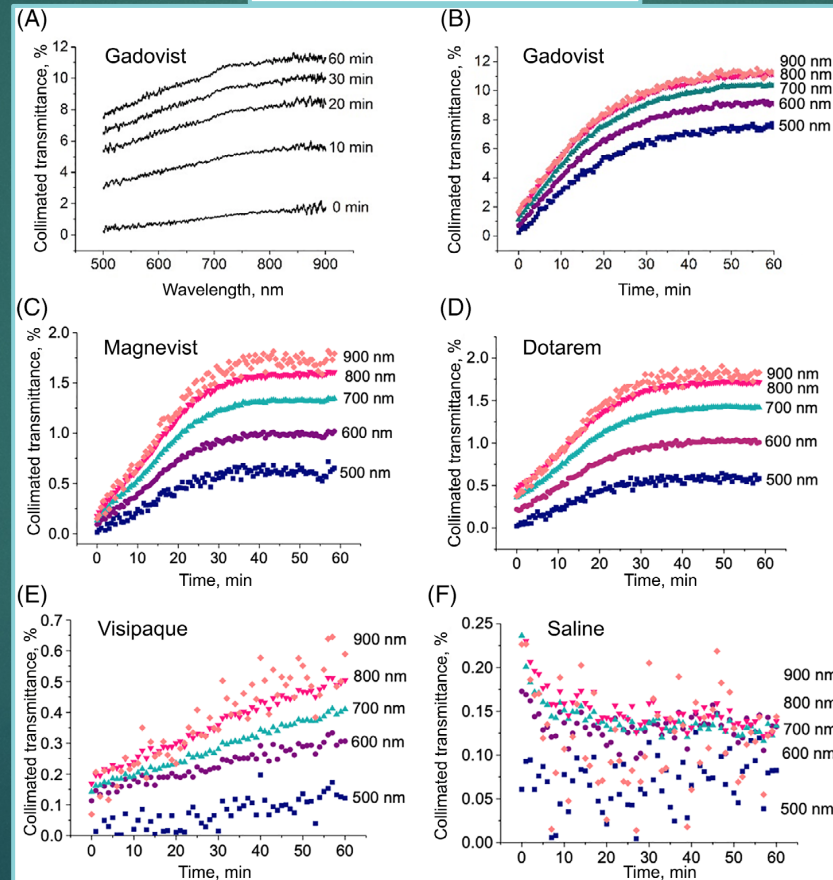 (A)
Gadovist
Collimated transmittance, %
12
10
8
6
4
2
0
60 min
30 min
20 min
10 min
0 min
500 600 700 800 900
Wavelength, nm
(B)
Gadovist
Collimated transmittance, %
12
10
8
6
4
2
0
900 nm
800 nm
700 nm
600 nm
500 nm
0 10 20 30 40 50 60
Time, min
(C)
Magnevist
Collimated transmittance, %
2.0
1.5
1.0
0.5
0.0
900 nm
800 nm
700 nm
600 nm
500 nm
0 10 20 30 40 50 60
Time, min
(D)
Dotarem
Collimated transmittance, %
2.0
1.5
1.0
0.5
0.0
900 nm
800 nm
700 nm
600 nm
500 nm
0 10 20 30 40 50 60
Time, min
(E)
Visipaque
Collimated transmittance, %
0.7
0.6
0.5
0.4
0.3
0.2
0.1
0.0
900 nm
800 nm
700 nm
600 nm
500 nm
0 10 20 30 40 50 60
Time, min
(F)
Saline
Collimated transmittance, %
0.25
0.20
0.15
0.10
0.05
0.00
900 nm
800 nm
700 nm
600 nm
500 nm
0 10 20 30 40 50 60
Time, min